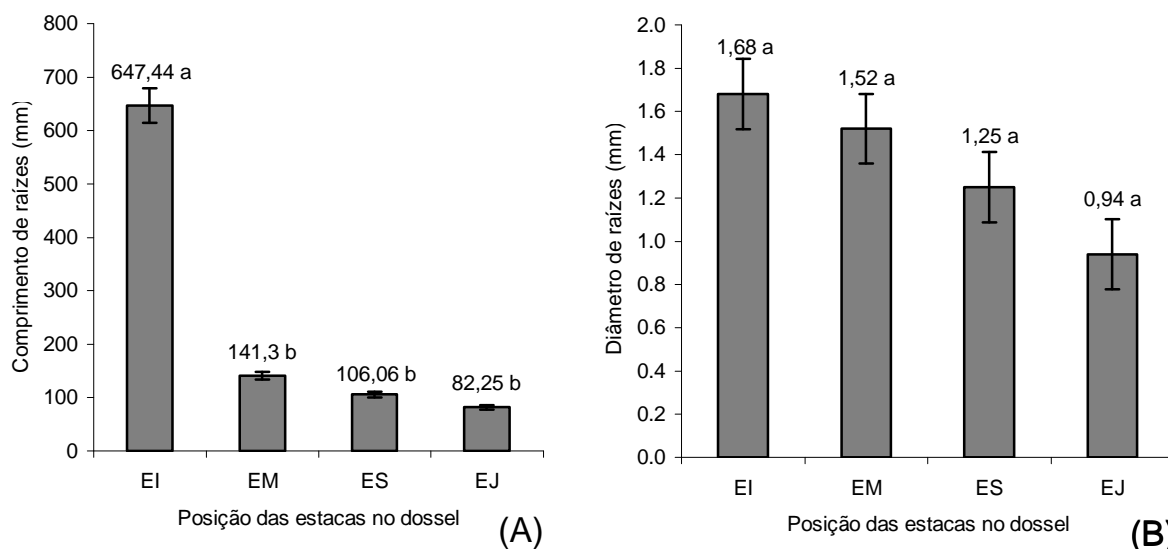 800
700
600
500
400
300
200
100
0
Comprimento de raízes (mm)
647,44 a
141,3 b
106,06 b
82,25 b
EI EM ES EJ
Posição das estacas no dossel
(A)
2.0
1.8
1.6
1.4
1.2
1.0
0.8
0.6
0.4
0.2
0.0
Diâmetro de raízes (mm)
1,68 a
1,52 a
1,25 a
0,94 a
EI EM ES EJ
Posição das estacas no dossel
(B)